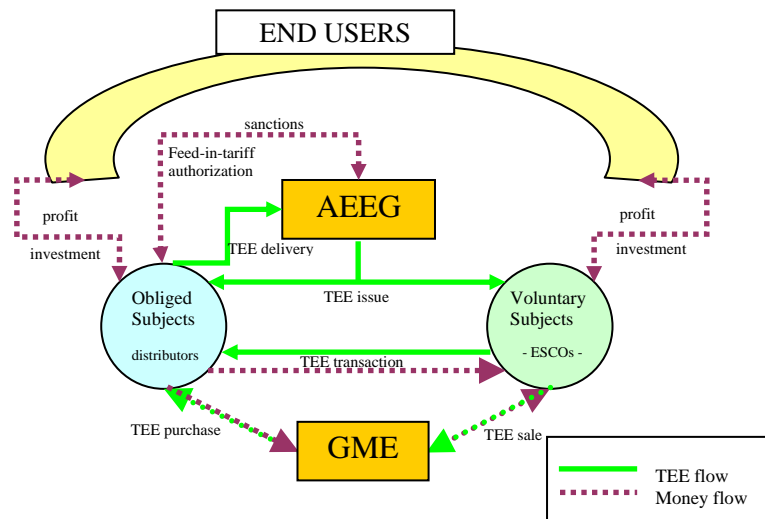 END USERS
sanctions
Feed-in-tariff
authorization
AEEG
profit
investment
profit
investment
TEE delivery
TEE issue
Obliged
Subjects
distributors
Voluntary
Subjects
- ESCOs -
TEE transaction
TEE purchase
GME
TEE sale
TEE flow
Money flow